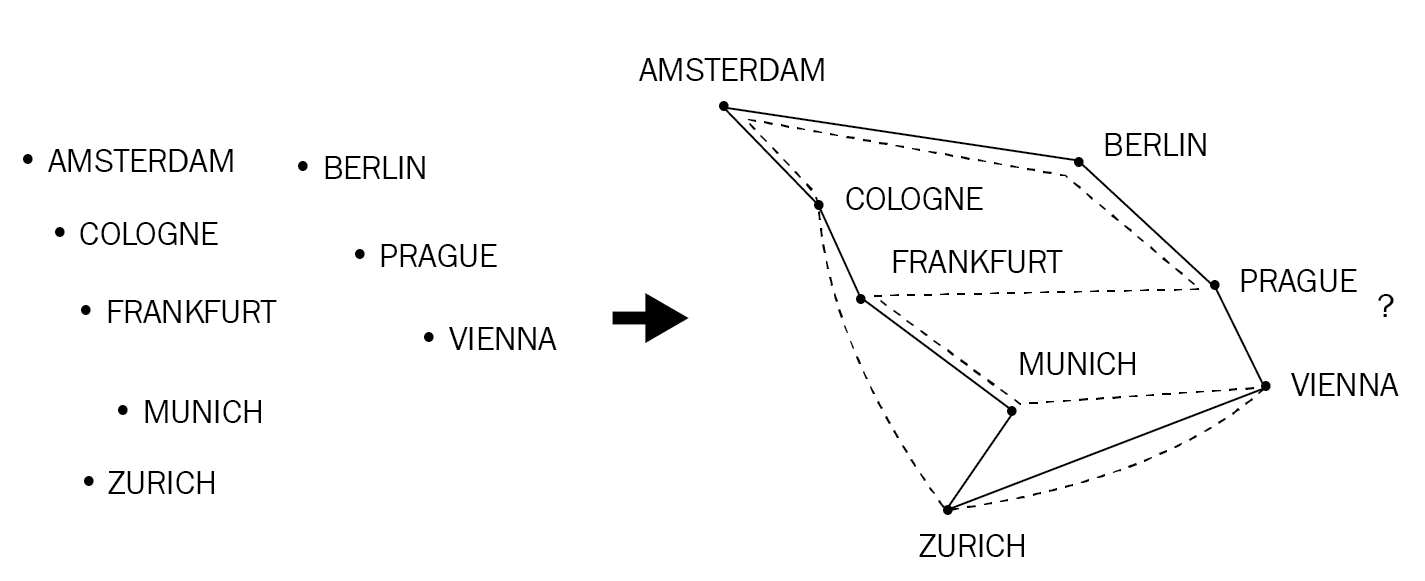 AMSTERDAM
BERLIN
COLOGNE
PRAGUE
FRANKFURT
VIENNA
MUNICH
ZURICH
AMSTERDAM
BERLIN
COLOGNE
FRANKFURT
PRAGUE
?
MUNICH
VIENNA
ZURICH